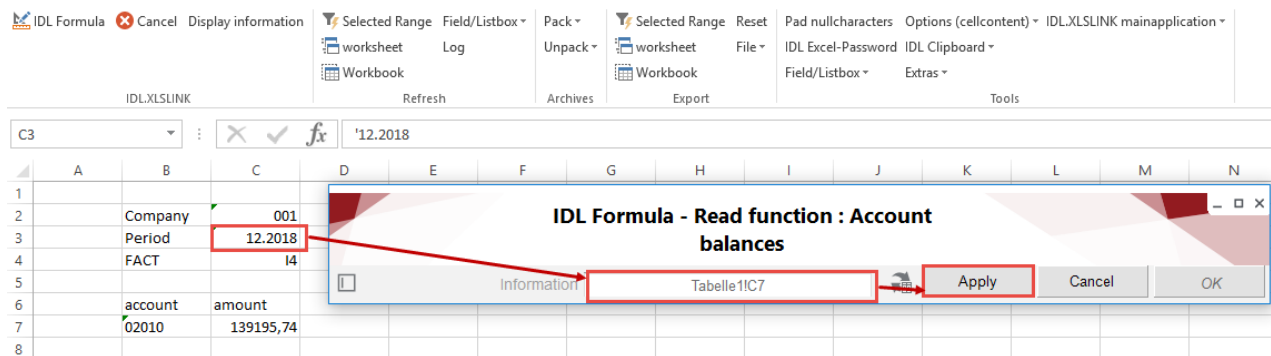 IDL Formula Cancel Display information Selected Range Field/Listbox Pack Selected Range Reset Pad nullcharacters Options (cellcontent) IDL.XLSLINK mainapplication
worksheet Log Unpack worksheet File IDL Excel-Password IDL Clipboard
Workbook Workbook Field/Listbox Extras
IDL.XLSLINK Refresh Archives Export Tools
C3 fx '12.2018
A B C D E F G H I J K L M N
1
2 Company 001
3 Period 12.2018
4 FACT I4
5
6 account amount
7 02010 139195,74
8
IDL Formula - Read function : Account
balances
Information Tabelle1!C7 Apply Cancel OK